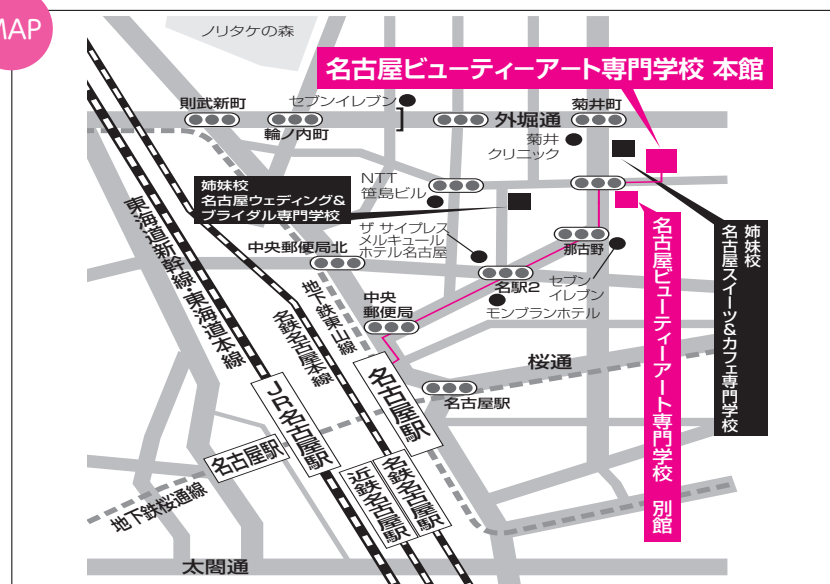 MAP
ノリタケの森
名古屋ビューティーアート専門学校 本館
則武新町
セブンイレブン
菊井町
輪ノ内町
外堀通
菊井
クリニック
NTT
笹島ビル
姉妹校
名古屋ウェディング&
ブライダル専門学校
ザ サイプレス
メルキュール
ホテル名古屋
中央郵便局北
那古野
名駅2
セブン
イレブン
モンブランホテル
中央
郵便局
東海道新幹線・東海道本線
地下鉄東山線
名鉄名古屋本線
姉妹校
名古屋スイーツ&カフェ専門学校
名古屋ビューティーアート専門学校 別館
桜通
名古屋駅
名古屋駅
JR名古屋駅
名古屋駅
名鉄名古屋駅
近鉄名古屋駅
地下鉄桜通線
太閤通